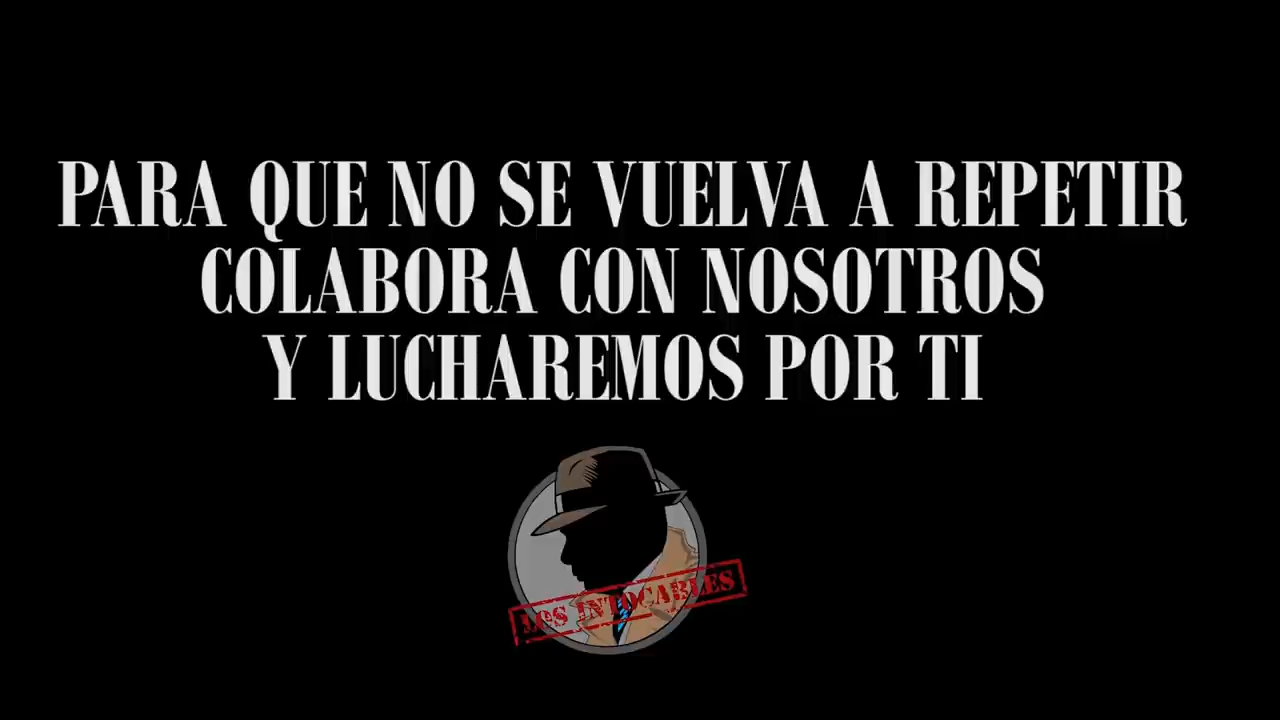 PARA QUE NO SE VUELVA A REPETIR
COLABORA CON NOSOTROS
Y LUCHAREMOS POR TI
LOS INTOCABLES